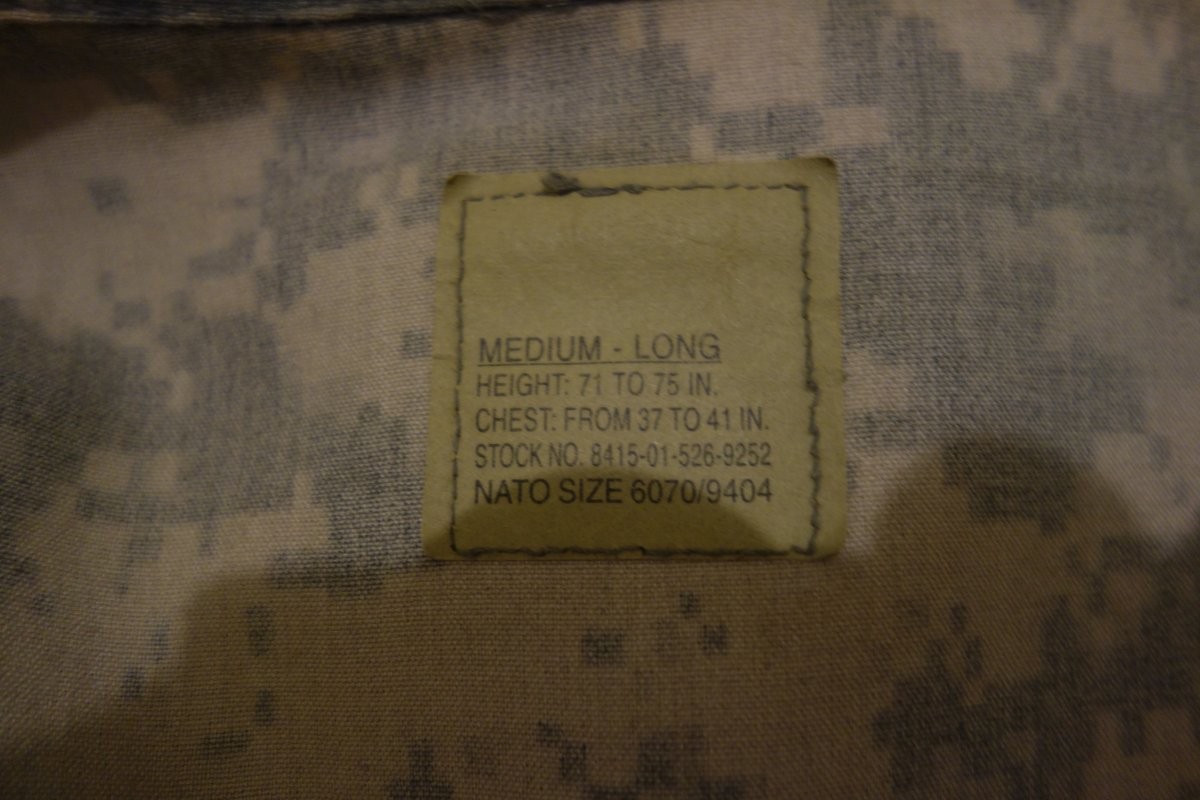 MEDIUM - LONG
HEIGHT: 71 TO 75 IN.
CHEST: FROM 37 TO 41 IN.
STOCK NO. 8415-01-526-9252
NATO SIZE 6070/9404